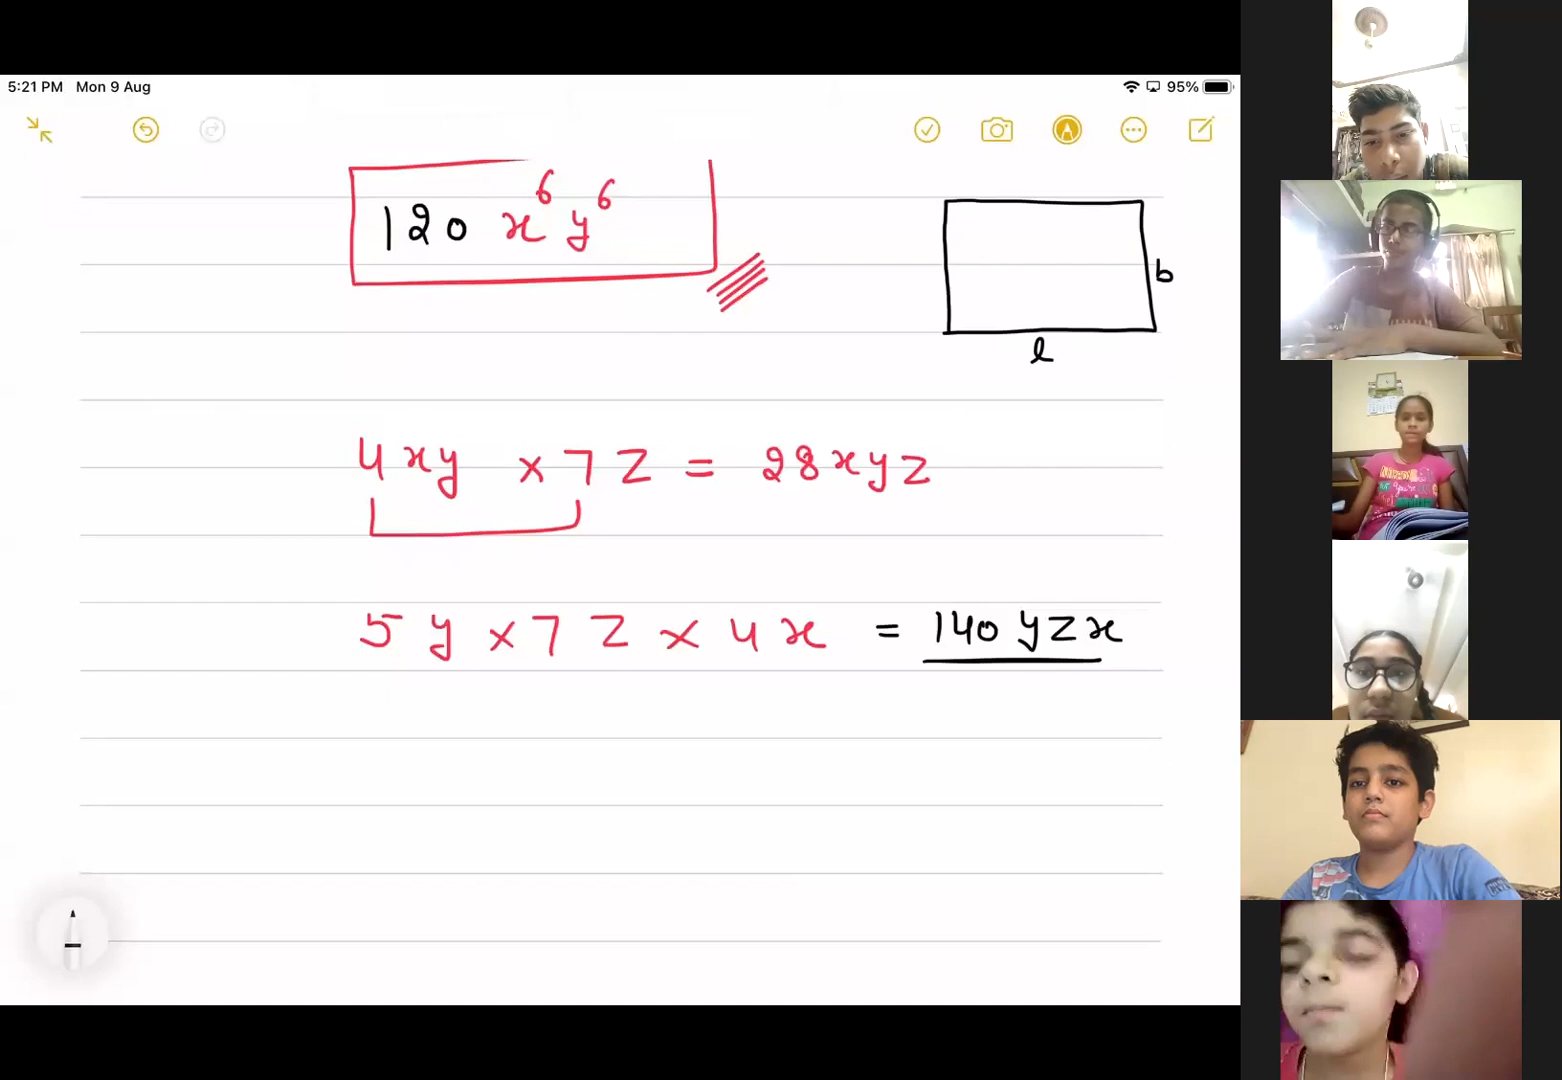 5:21 PM Mon 9 Aug 95%
120 x⁶ y⁶
b
l
4xy × 7z = 28xyz
5y × 7z × 4x = 140yzx